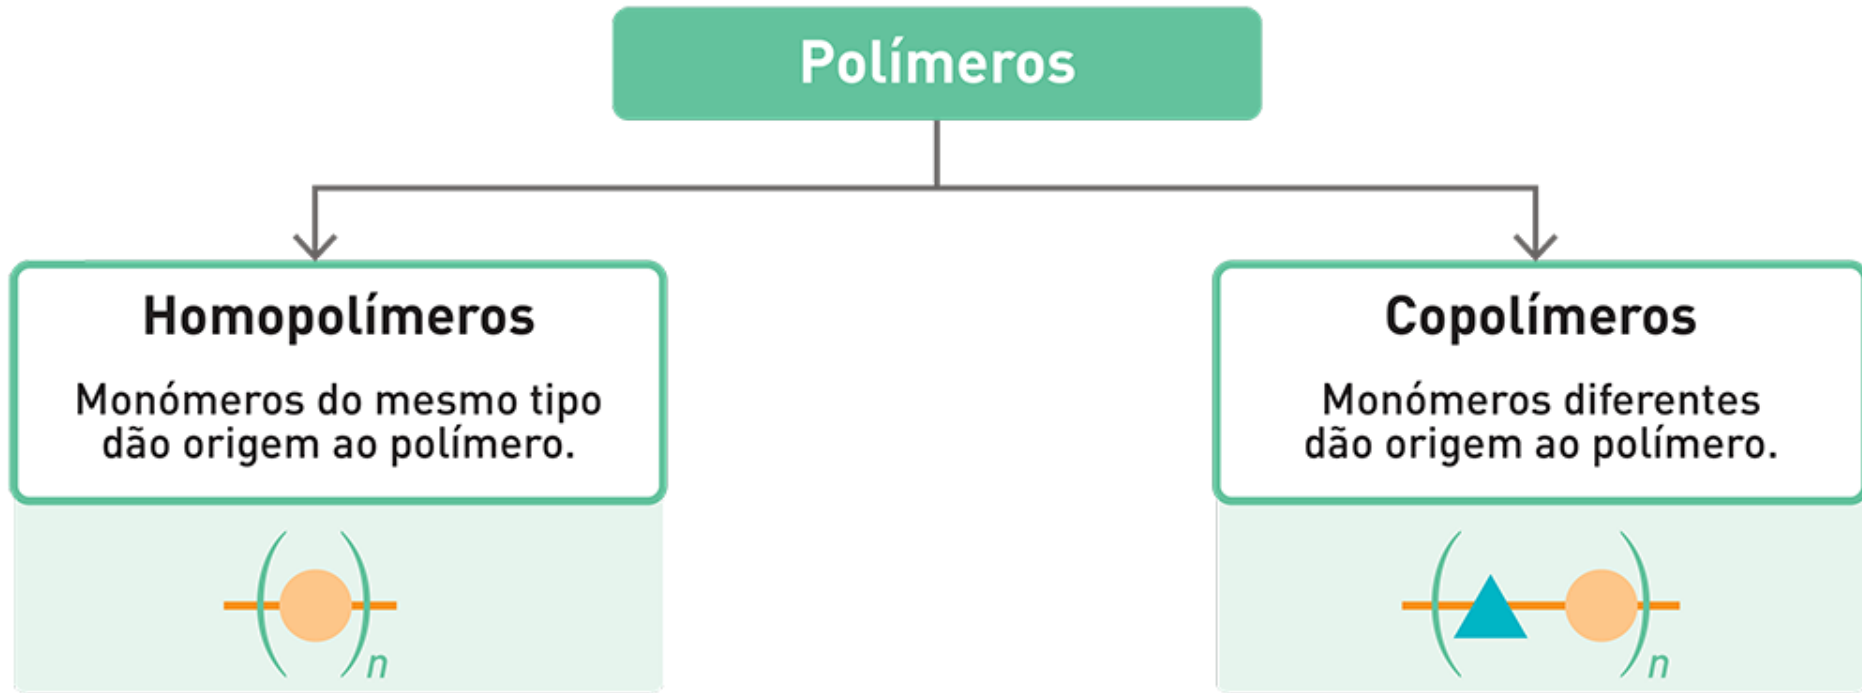 Polímeros
Homopolímeros
Monómeros do mesmo tipo
dão origem ao polímero.
n
Copolímeros
Monómeros diferentes
dão origem ao polímero.
n